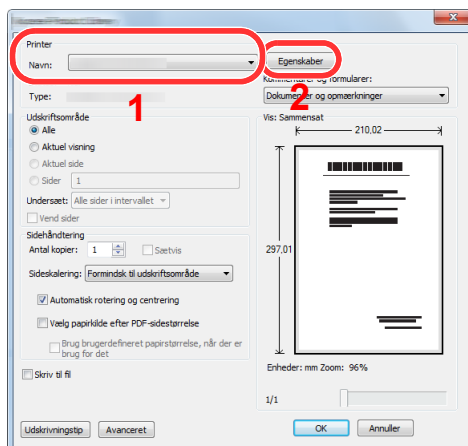 Printer
Navn:
Egenskaber
Kommentarer og formularer:
Type:
Dokumenter og opmærkninger
1
2
Udskriftsområde
Alle
Aktuel visning
Aktuel side
Sider 1
Undersæt: Alle sider i intervallet
Vend sider
Sidehåndtering
Antal kopier: 1 Sætvis
Sideskalering: Formindsk til udskriftsområde
Automatisk rotering og centrering
Vælg papirkilde efter PDF-sidestørrelse
Brug brugerdefineret papirstørrelse, når der er
brug for det
Skriv til fil
Vis: Sammensat
210,02
297,01
Enheder: mm Zoom: 96%
1/1
Udskrivningstip
Avanceret
OK
Annuller